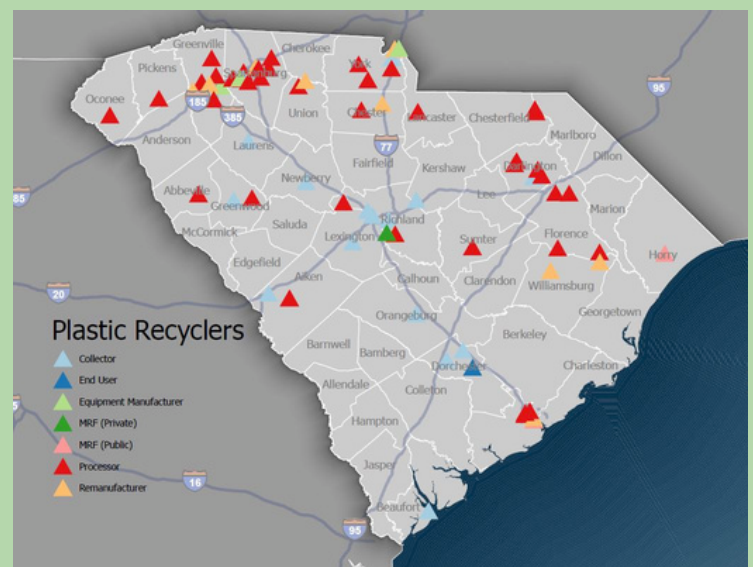 Greenville
Cherokee
Pickens
Spartanburg
York
Oconee
185
Union
Chester
Lancaster
Chesterfield
95
385
Anderson
Laurens
77
Marlboro
Fairfield
Darlington
Dillon
Kershaw
Newberry
Lee
Abbeville
Greenwood
Marion
85
Richland
Saluda
McCormick
Lexington
Florence
Sumter
Horry
Edgefield
Aiken
Calhoun
Clarendon
Williamsburg
20
Orangeburg
Georgetown
Plastic Recyclers
Berkeley
Barnwell
Bamberg
Collector
Dorchester
Charleston
End User
Allendale
Colleton
Equipment Manufacturer
MRF (Private)
Hampton
MRF (Public)
Processor
Jasper
16
Remanufacturer
Beaufort
95